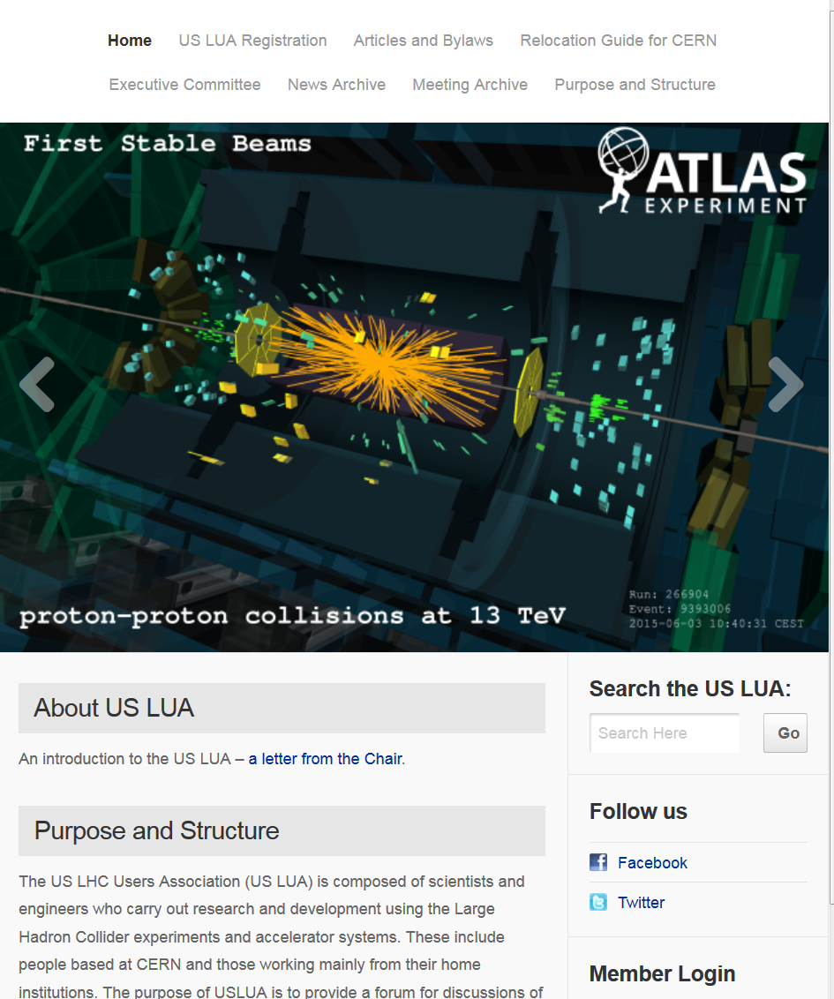 Home US LUA Registration Articles and Bylaws Relocation Guide for CERN
Executive Committee News Archive Meeting Archive Purpose and Structure
First Stable Beams
ATLAS
EXPERIMENT
proton-proton collisions at 13 TeV
Run: 266904
Event: 9393006
2015-06-03 10:40:31 CEST
About US LUA
An introduction to the US LUA – a letter from the Chair.
Purpose and Structure
The US LHC Users Association (US LUA) is composed of scientists and
engineers who carry out research and development using the Large
Hadron Collider experiments and accelerator systems. These include
people based at CERN and those working mainly from their home
institutions. The purpose of USLUA is to provide a forum for discussions of
Search the US LUA:
Search Here Go
Follow us
Facebook
Twitter
Member Login